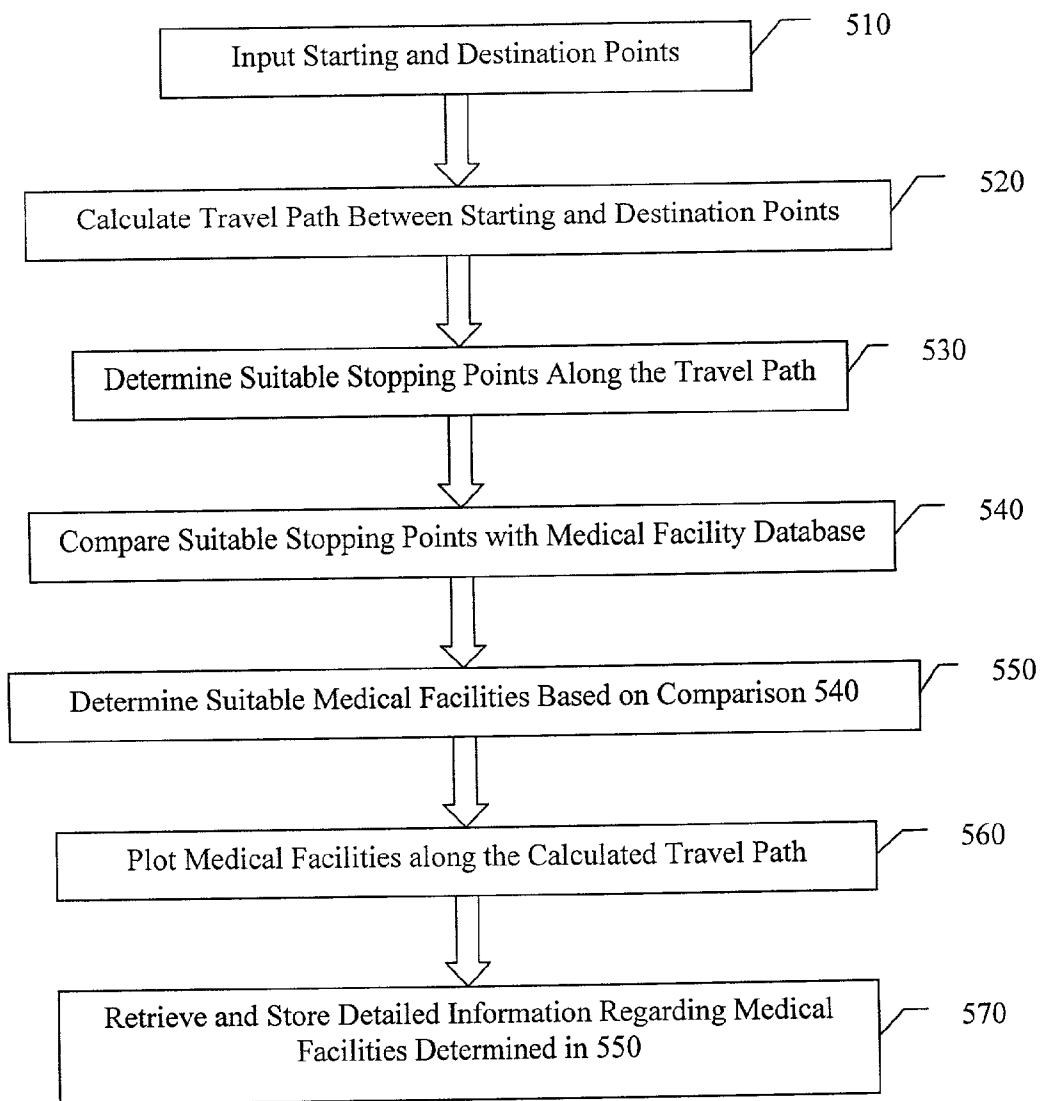 510
Input Starting and Destination Points
520
Calculate Travel Path Between Starting and Destination Points
530
Determine Suitable Stopping Points Along the Travel Path
540
Compare Suitable Stopping Points with Medical Facility Database
550
Determine Suitable Medical Facilities Based on Comparison 540
560
Plot Medical Facilities along the Calculated Travel Path
570
Retrieve and Store Detailed Information Regarding Medical
Facilities Determined in 550